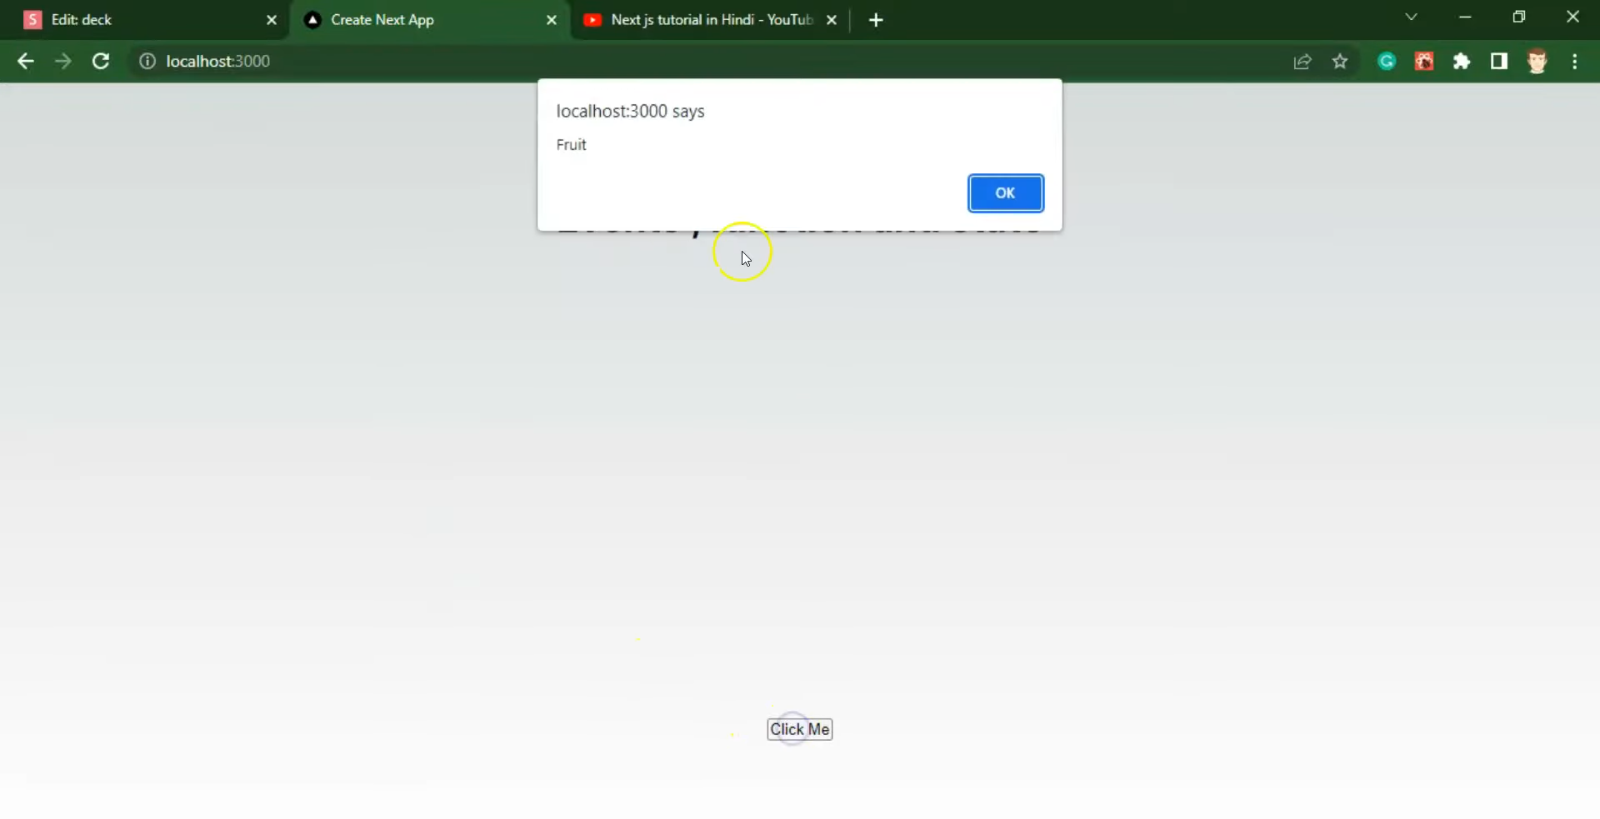 Edit: deck
Create Next App
Next js tutorial in Hindi - YouTub
localhost:3000
localhost:3000 says
Fruit
OK
Click Me